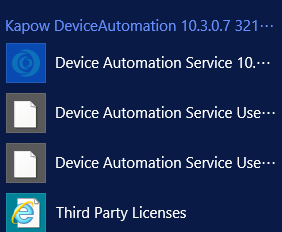 Kapow DeviceAutomation 10.3.0.7 321···
Device Automation Service 10.···
Device Automation Service Use···
Device Automation Service Use···
Third Party Licenses